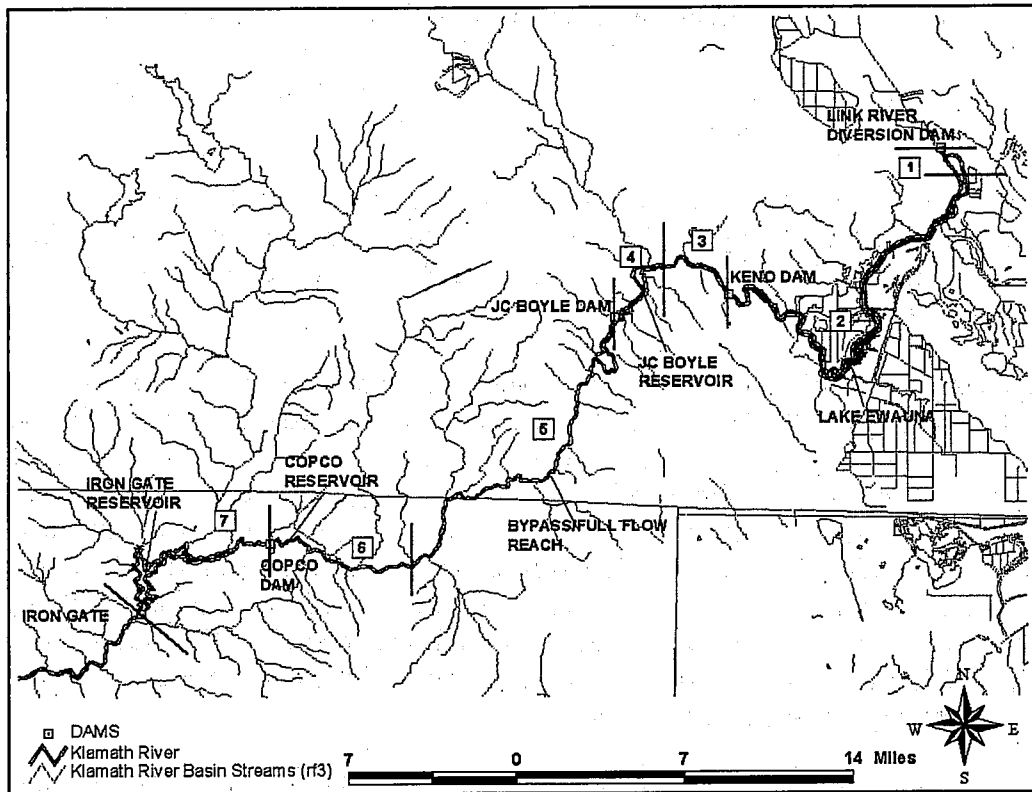 LINK RIVER
DIVERSION DAM
1
3
4
KENO DAM
JC BOYLE DAM
2
JC BOYLE
RESERVOIR
LAKE EWAUNA
5
COPCO
RESERVOIR
IRON GATE
RESERVOIR
7
BYPASS/FULL FLOW
REACH
6
COPCO
DAM
IRON GATE
N
W
E
S
DAMS
Klamath River
Klamath River Basin Streams (rf3)
7 0 7 14 Miles